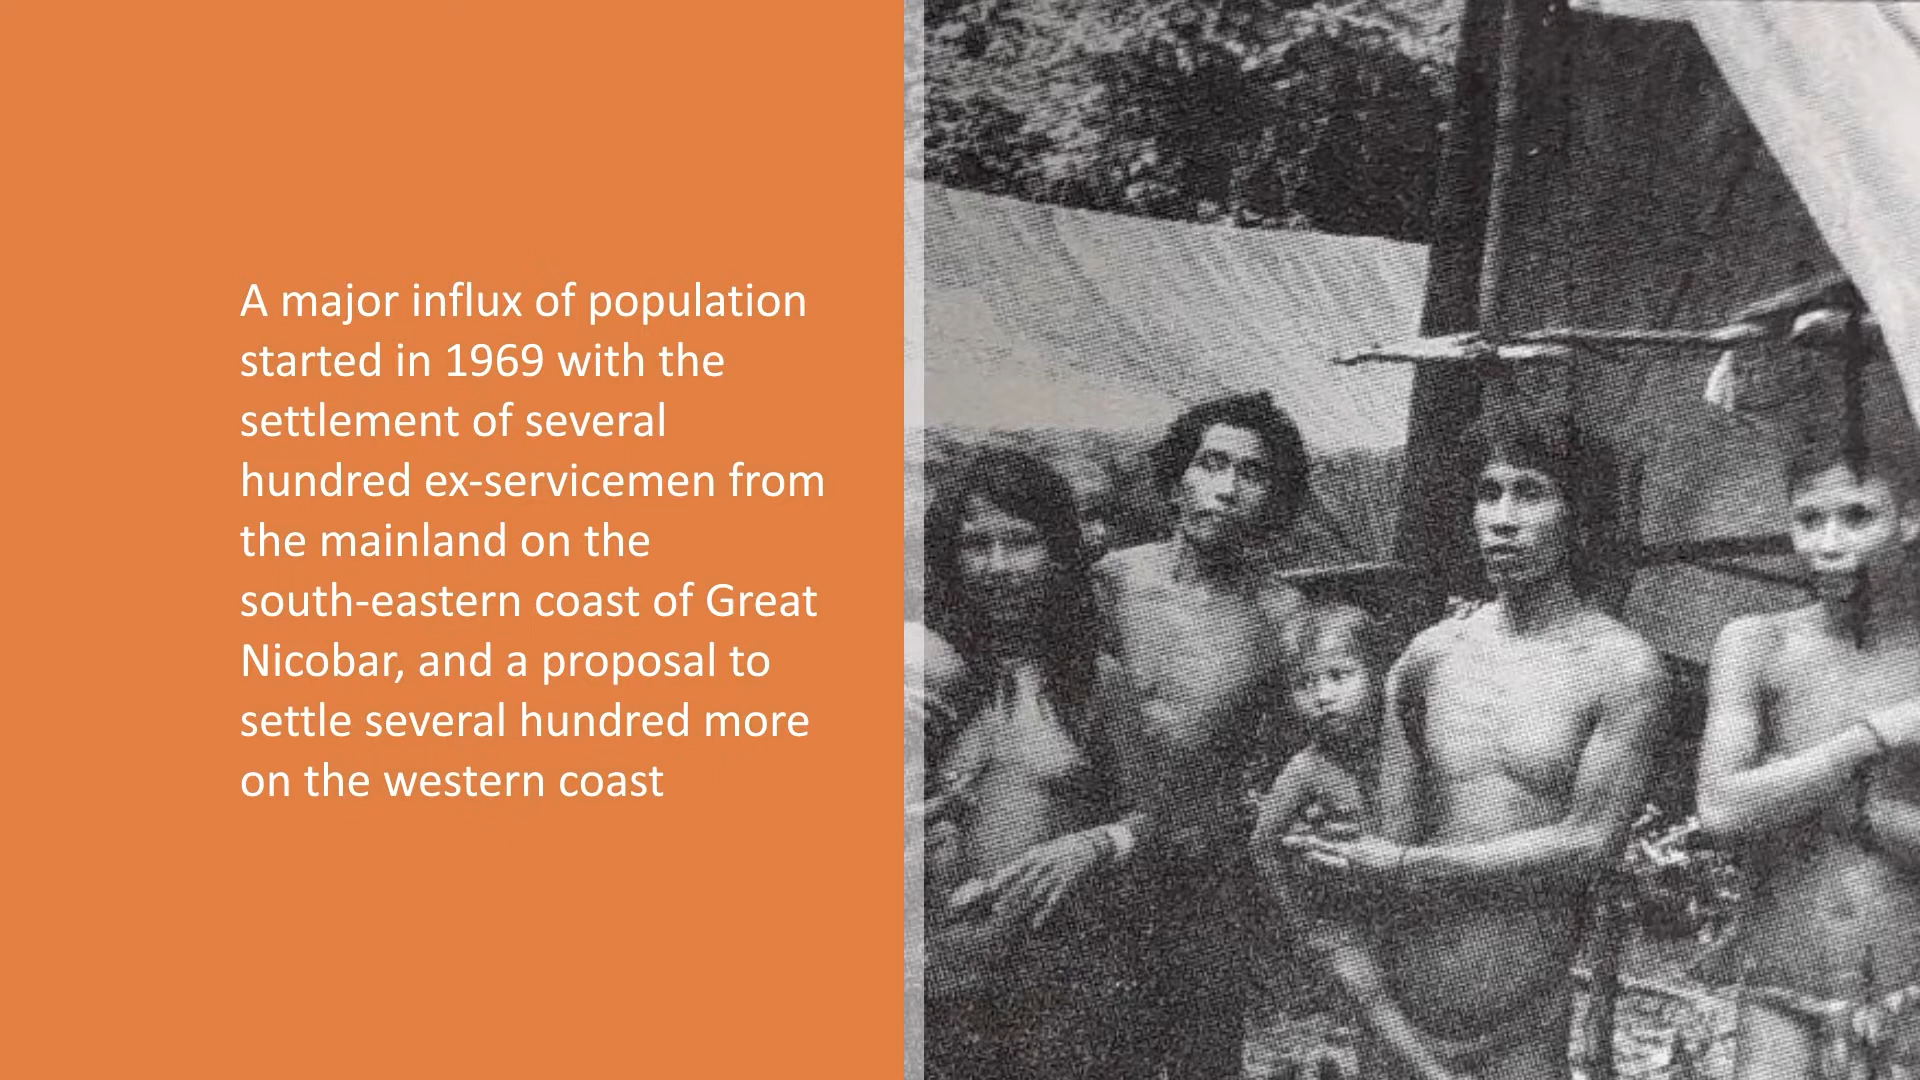 A major influx of population
started in 1969 with the
settlement of several
hundred ex-servicemen from
the mainland on the
south-eastern coast of Great
Nicobar, and a proposal to
settle several hundred more
on the western coast